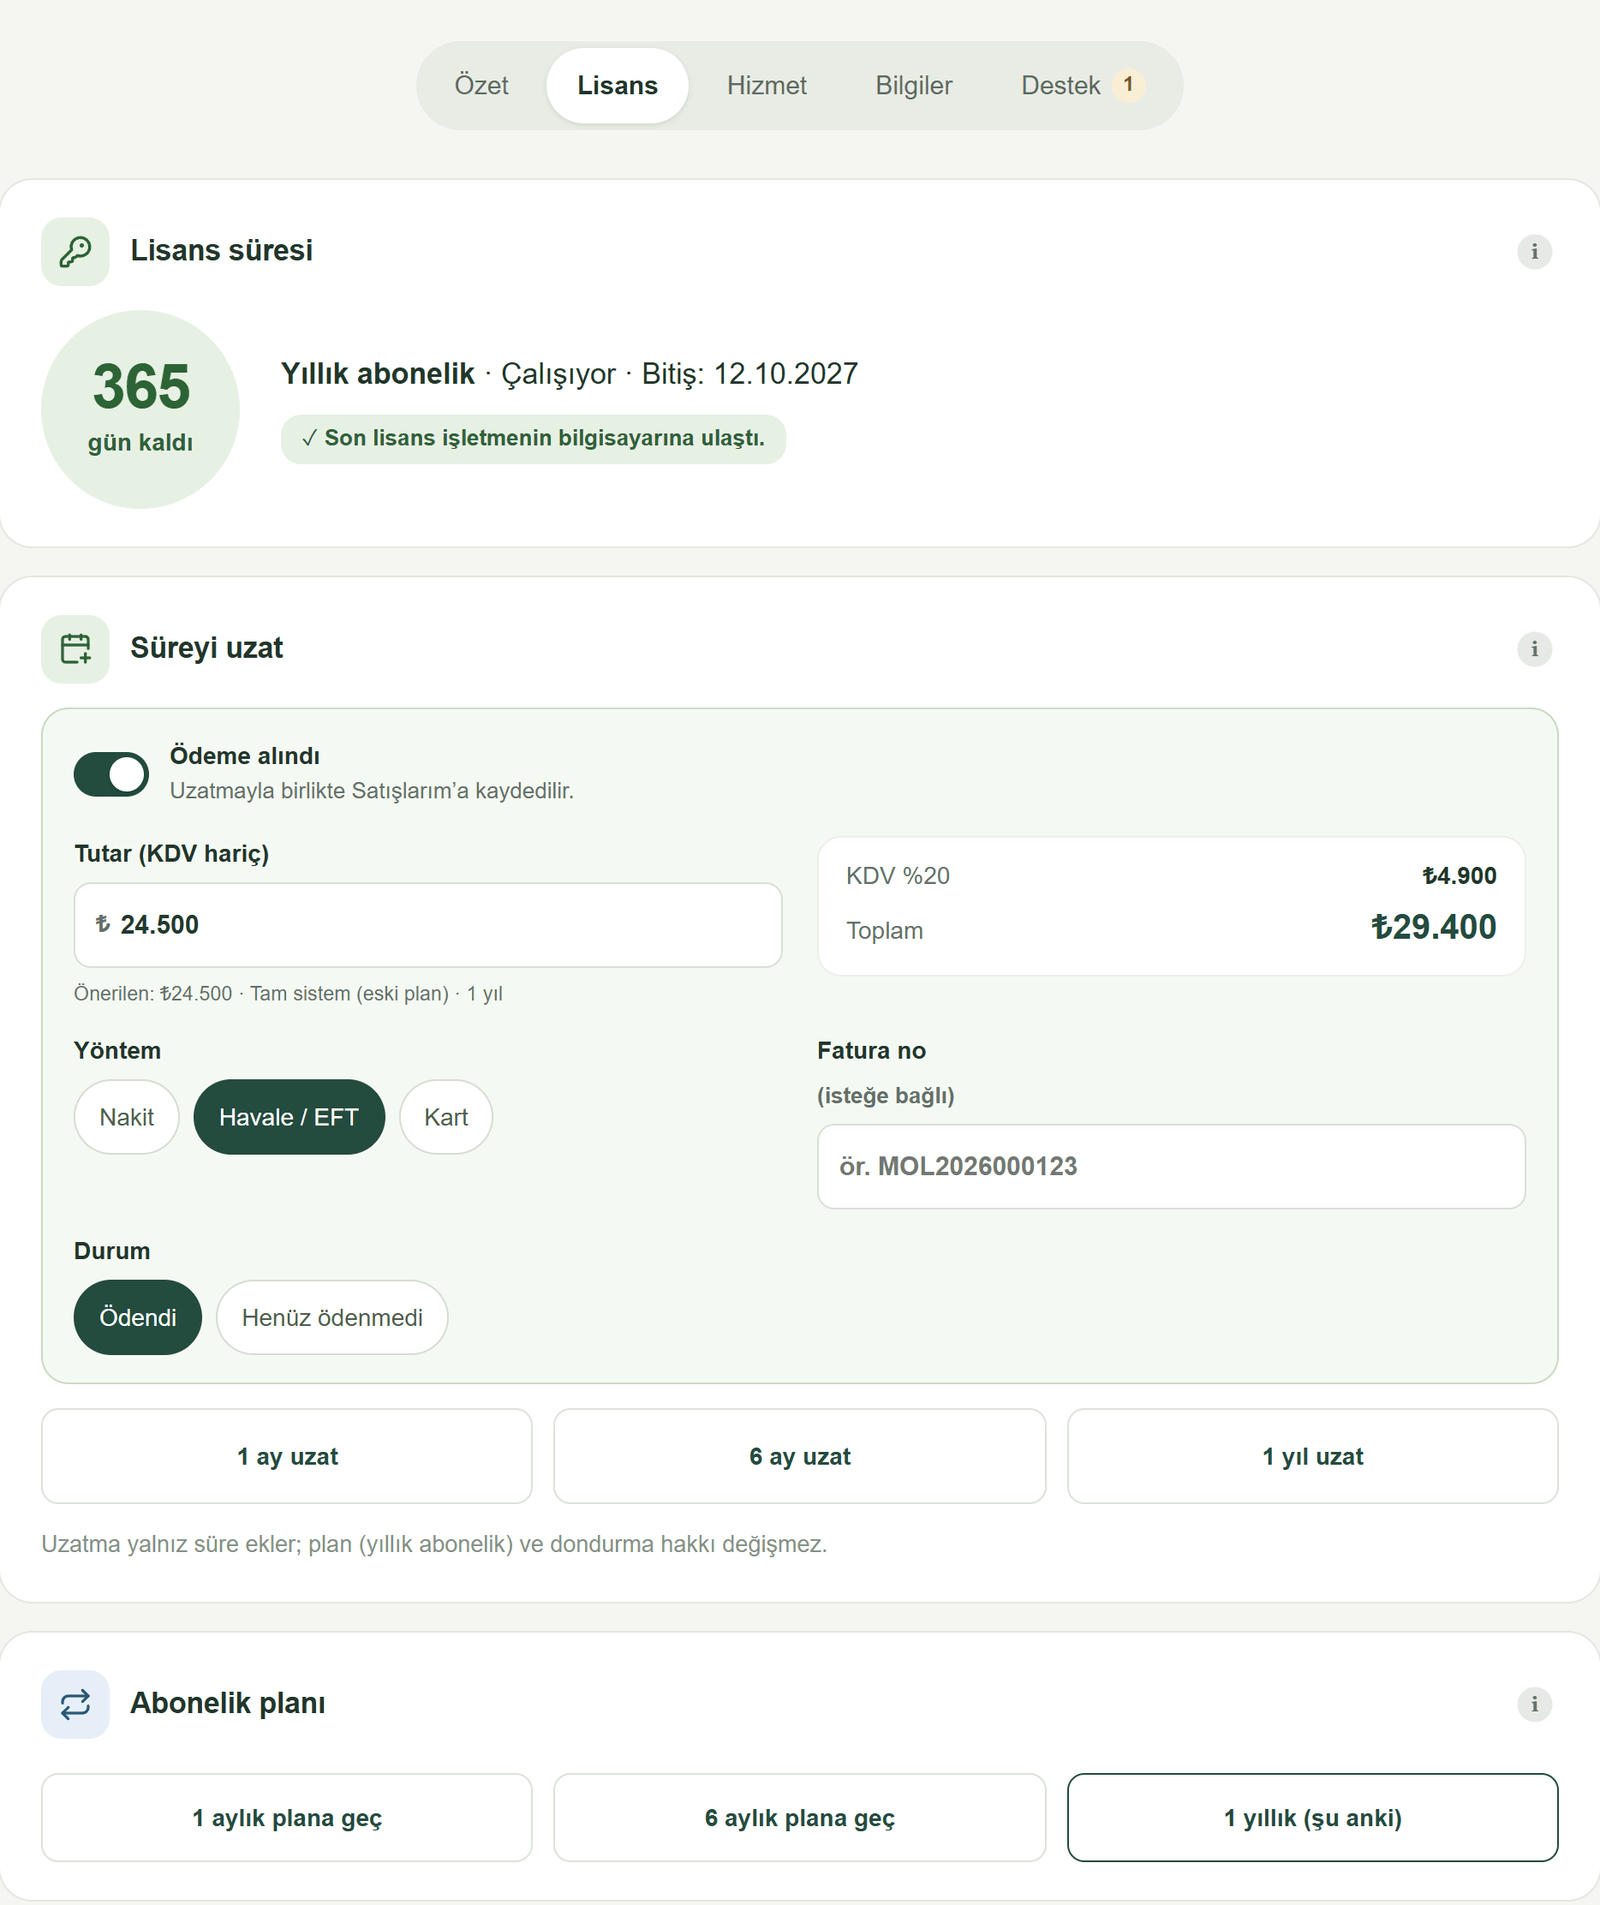 Özet Lisans Hizmet Bilgiler Destek 1
Lisans süresi
i
365
gün kaldı
Yıllık abonelik · Çalışıyor · Bitiş: 12.10.2027
✓ Son lisans işletmenin bilgisayarına ulaştı.
Süreyi uzat
i
Ödeme alındı
Uzatmayla birlikte Satışlarım’a kaydedilir.
Tutar (KDV hariç)
₺ 24.500
Önerilen: ₺24.500 · Tam sistem (eski plan) · 1 yıl
KDV %20 ₺4.900
Toplam ₺29.400
Yöntem
Nakit Havale / EFT Kart
Fatura no
(isteğe bağlı)
ör. MOL2026000123
Durum
Ödendi Henüz ödenmedi
1 ay uzat 6 ay uzat 1 yıl uzat
Uzatma yalnız süre ekler; plan (yıllık abonelik) ve dondurma hakkı değişmez.
Abonelik planı
i
1 aylık plana geç 6 aylık plana geç 1 yıllık (şu anki)